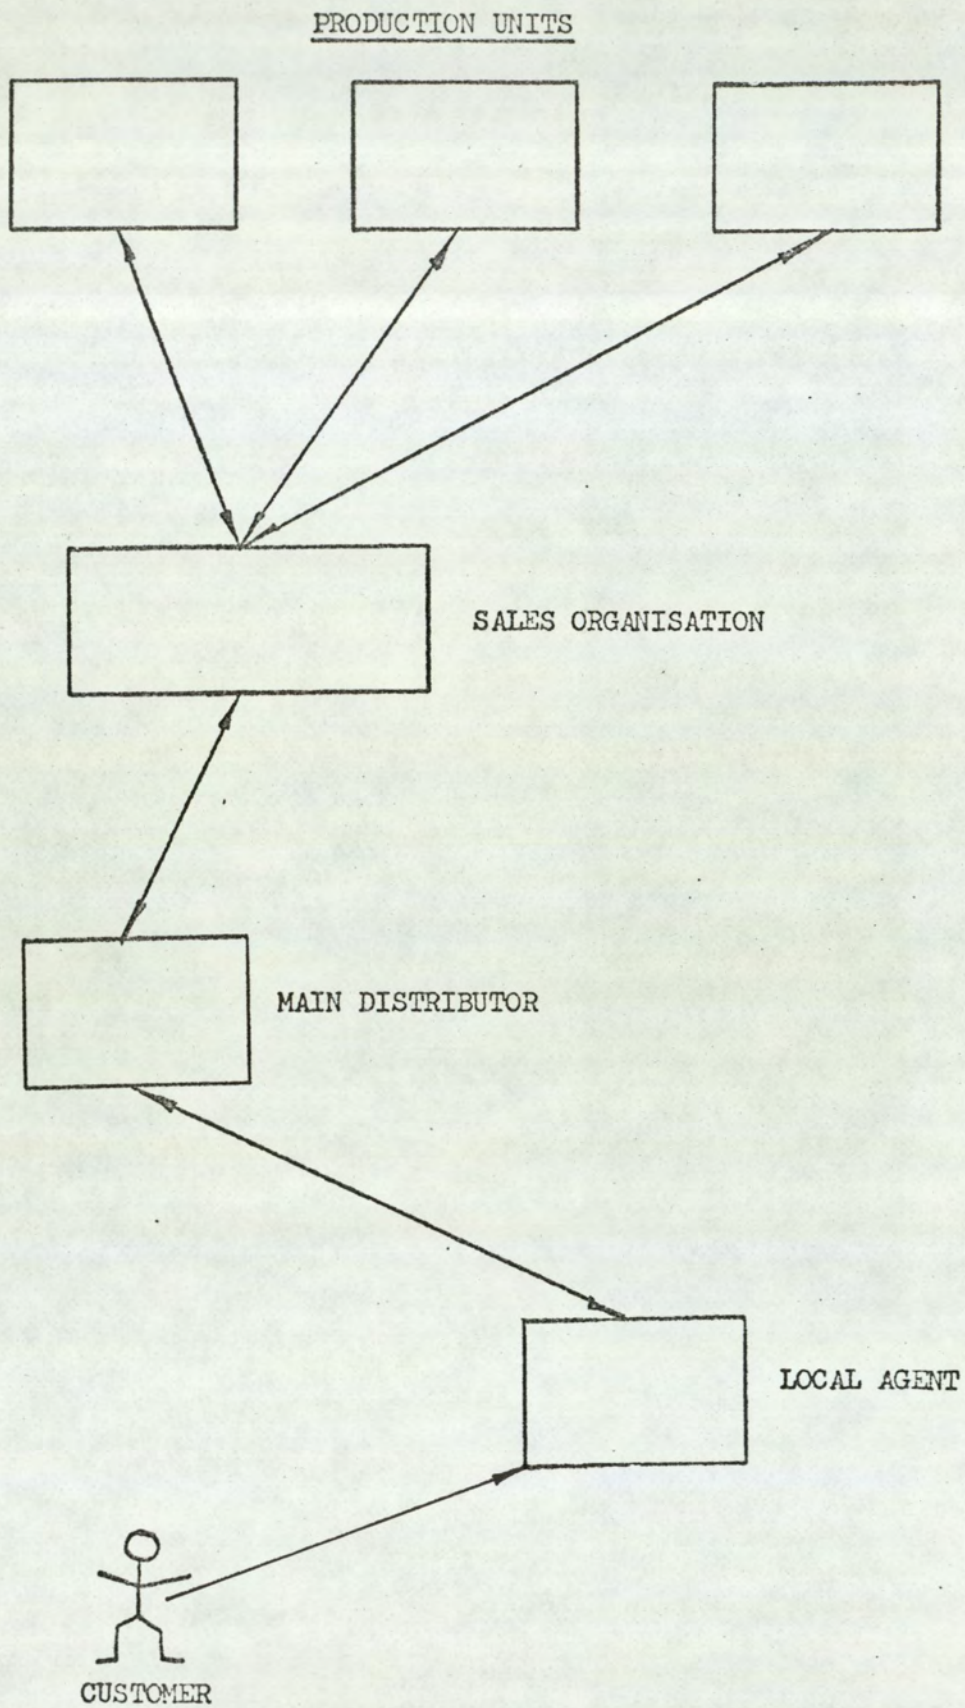 PRODUCTION UNITS
SALES ORGANISATION
MAIN DISTRIBUTOR
LOCAL AGENT
CUSTOMER